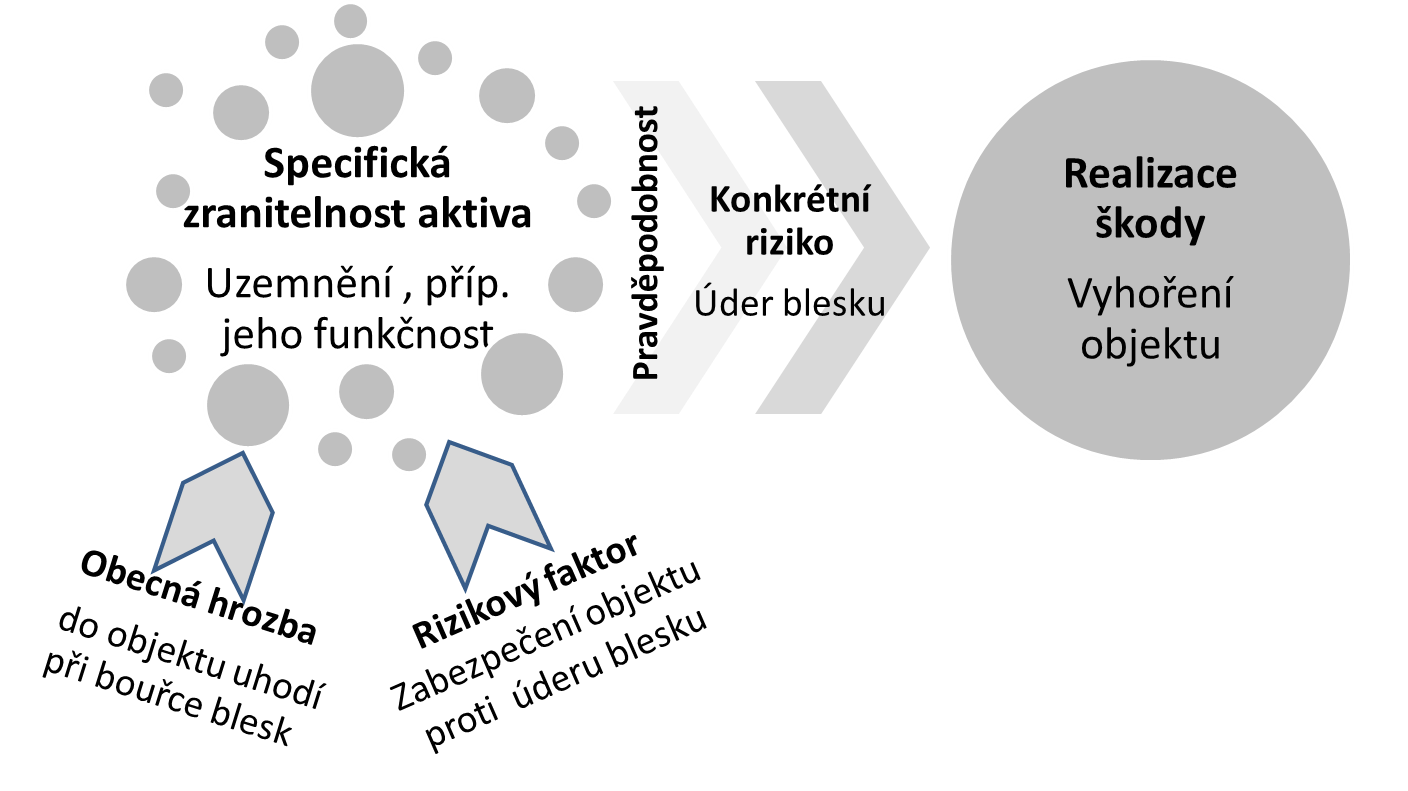 Specifická
zranitelnost aktiva
Uzemnění , příp.
jeho funkčnost
Pravděpodobnost
Konkrétní
riziko
Úder blesku
Realizace
škody
Vyhoření
objektu
Obecná hrozba
do objektu uhodí
při bouřce blesk
Rizikový faktor
Zabezpečení objektu
proti úderu blesku